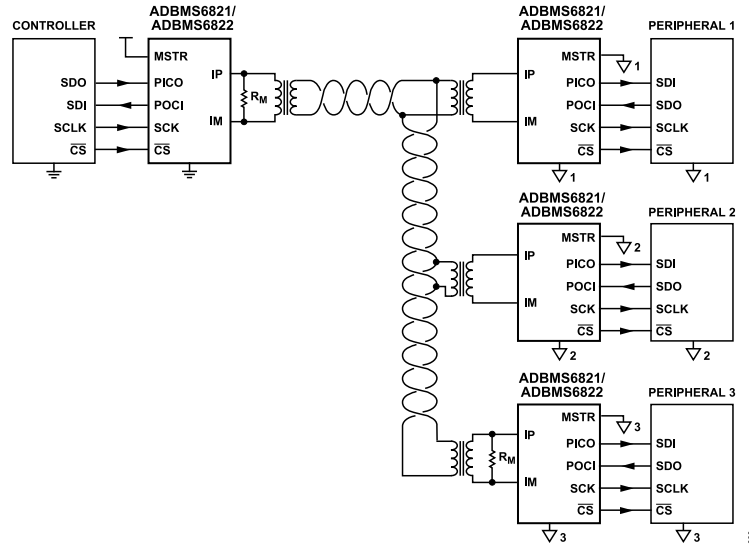 CONTROLLER
SDO
SDI
SCLK
CS
ADBMS6821/
ADBMS6822
MSTR
PICO
POCI
SCK
CS
IP
IM
RM
ADBMS6821/
ADBMS6822
IP
IM
MSTR
PICO
POCI
SCK
CS
1
1
PERIPHERAL 1
SDI
SDO
SCLK
CS
1
ADBMS6821/
ADBMS6822
IP
IM
MSTR
PICO
POCI
SCK
CS
2
2
PERIPHERAL 2
SDI
SDO
SCLK
CS
2
ADBMS6821/
ADBMS6822
RM
IP
IM
MSTR
PICO
POCI
SCK
CS
3
3
PERIPHERAL 3
SDI
SDO
SCLK
CS
3